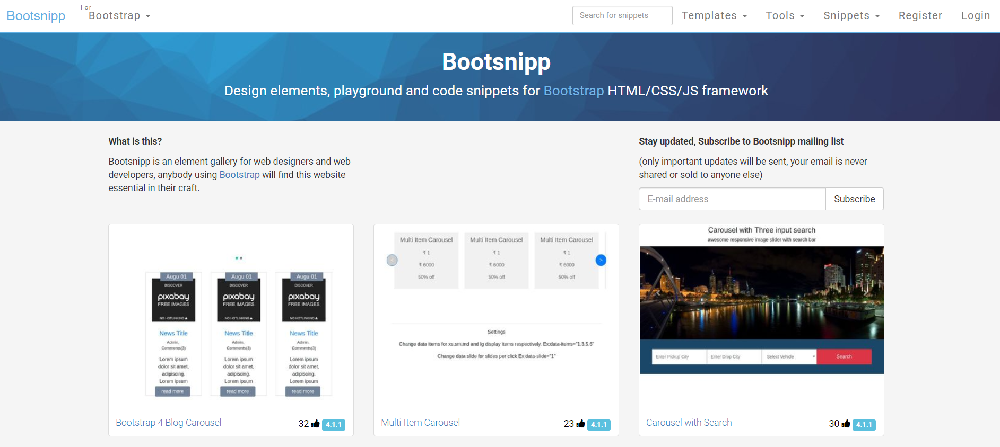 Bootsnipp
For
Bootstrap
Search for snippets
Templates
Tools
Snippets
Register
Login
Bootsnipp
Design elements, playground and code snippets for Bootstrap HTML/CSS/JS framework
What is this?
Bootsnipp is an element gallery for web designers and web
developers, anybody using Bootstrap will find this website
essential in their craft.
Stay updated, Subscribe to Bootsnipp mailing list
(only important updates will be sent, your email is never
shared or sold to anyone else)
E-mail address
Subscribe
Augu 01
DISCOVER
pixabay
FREE IMAGES
NO HOTLINKING
News Title
Admin,
Comments(3)
Lorem ipsum
dolor sit amet,
adipiscing.
Lorem ipsum
read more
Augu 01
DISCOVER
pixabay
FREE IMAGES
NO HOTLINKING
News Title
Admin,
Comments(3)
Lorem ipsum
dolor sit amet,
adipiscing.
Lorem ipsum
read more
Augu 01
DISCOVER
pixabay
FREE IMAGES
NO HOTLINKING
News Title
Admin,
Comments(3)
Lorem ipsum
dolor sit amet,
adipiscing.
Lorem ipsum
read more
Bootstrap 4 Blog Carousel
32
4.1.1
<
Multi Item Carousel
₹ 1
₹ 6000
50% off
Multi Item Carousel
₹ 1
₹ 6000
50% off
Multi Item Carousel
₹ 1
₹ 6000
50% off
>
Settings
Change data items for xs,sm,md and lg display items respectively. Ex:data-items="1,3,5,6"
Change data slide for slides per click Ex:data-slide="1"
Multi Item Carousel
23
4.1.1
Carousel with Three input search
awesome responsive image slider with search bar
Enter Pickup City
Enter Drop City
Select Vehicle
Search
Carousel with Search
30
4.1.1